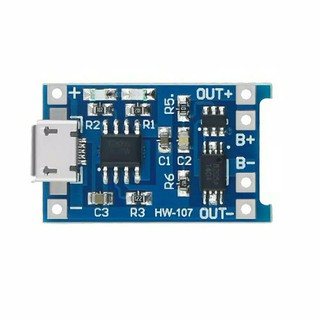 +
R2
R1
R5
OUT+
B+
B-
C1
C2
R6
−
C3
R3
HW-107
OUT-